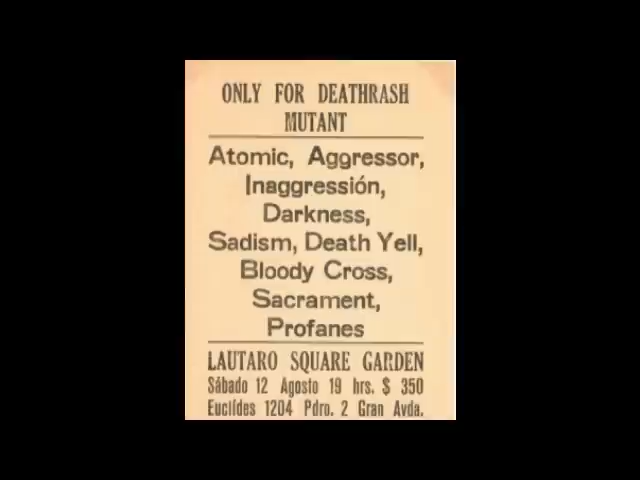 ONLY FOR DEATHRASH
MUTANT
Atomic, Aggressor,
Inaggressión,
Darkness,
Sadism, Death Yell,
Bloody Cross,
Sacrament,
Profanes
LAUTARO SQUARE GARDEN
Sábado 12 Agosto 19 hrs. $ 350
Euclídes 1204 Pdro. 2 Gran Avda.